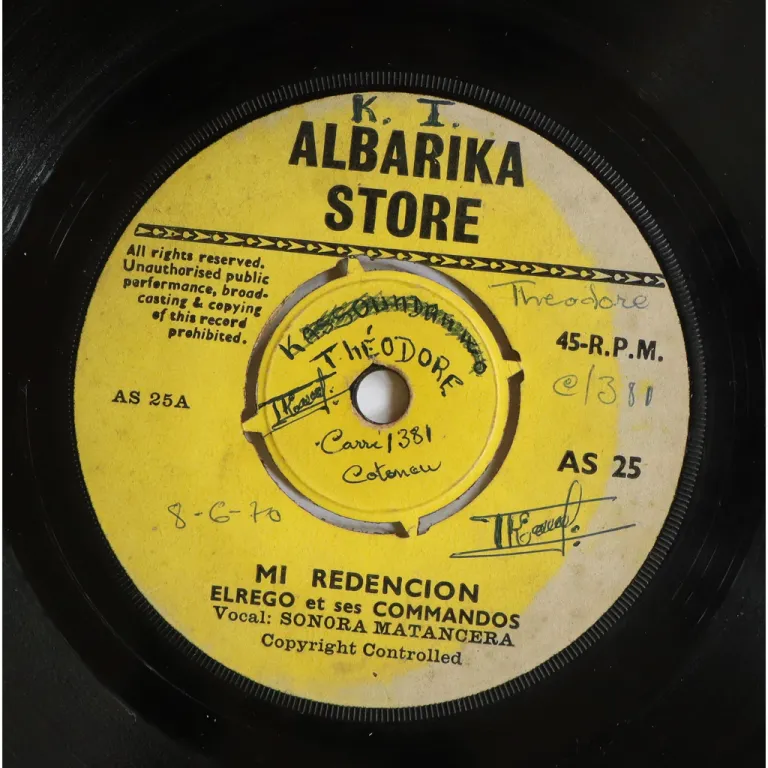 K. T.
ALBARIKA
STORE
All rights reserved.
Unauthorised public
performance, broad-
casting & copying
of this record
prohibited.
Theodore
45-R.P.M.
C/381
THÉODORE
AS 25A
Carré 1381
Cotonou
AS 25
8-6-70
MI REDENCION
ELREGO et ses COMMANDOS
Vocal: SONORA MATANCERA
Copyright Controlled